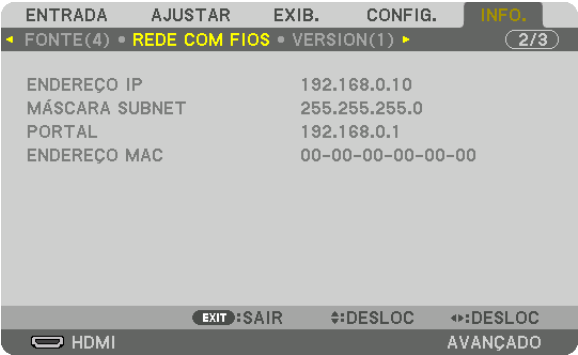 ENTRADA AJUSTAR EXIB. CONFIG. INFO.
◄ FONTE(4) • REDE COM FIOS • VERSION(1) ► 2/3
ENDEREÇO IP 192.168.0.10
MÁSCARA SUBNET 255.255.255.0
PORTAL 192.168.0.1
ENDEREÇO MAC 00-00-00-00-00-00
EXIT :SAIR :DESLOC :DESLOC
HDMI AVANÇADO